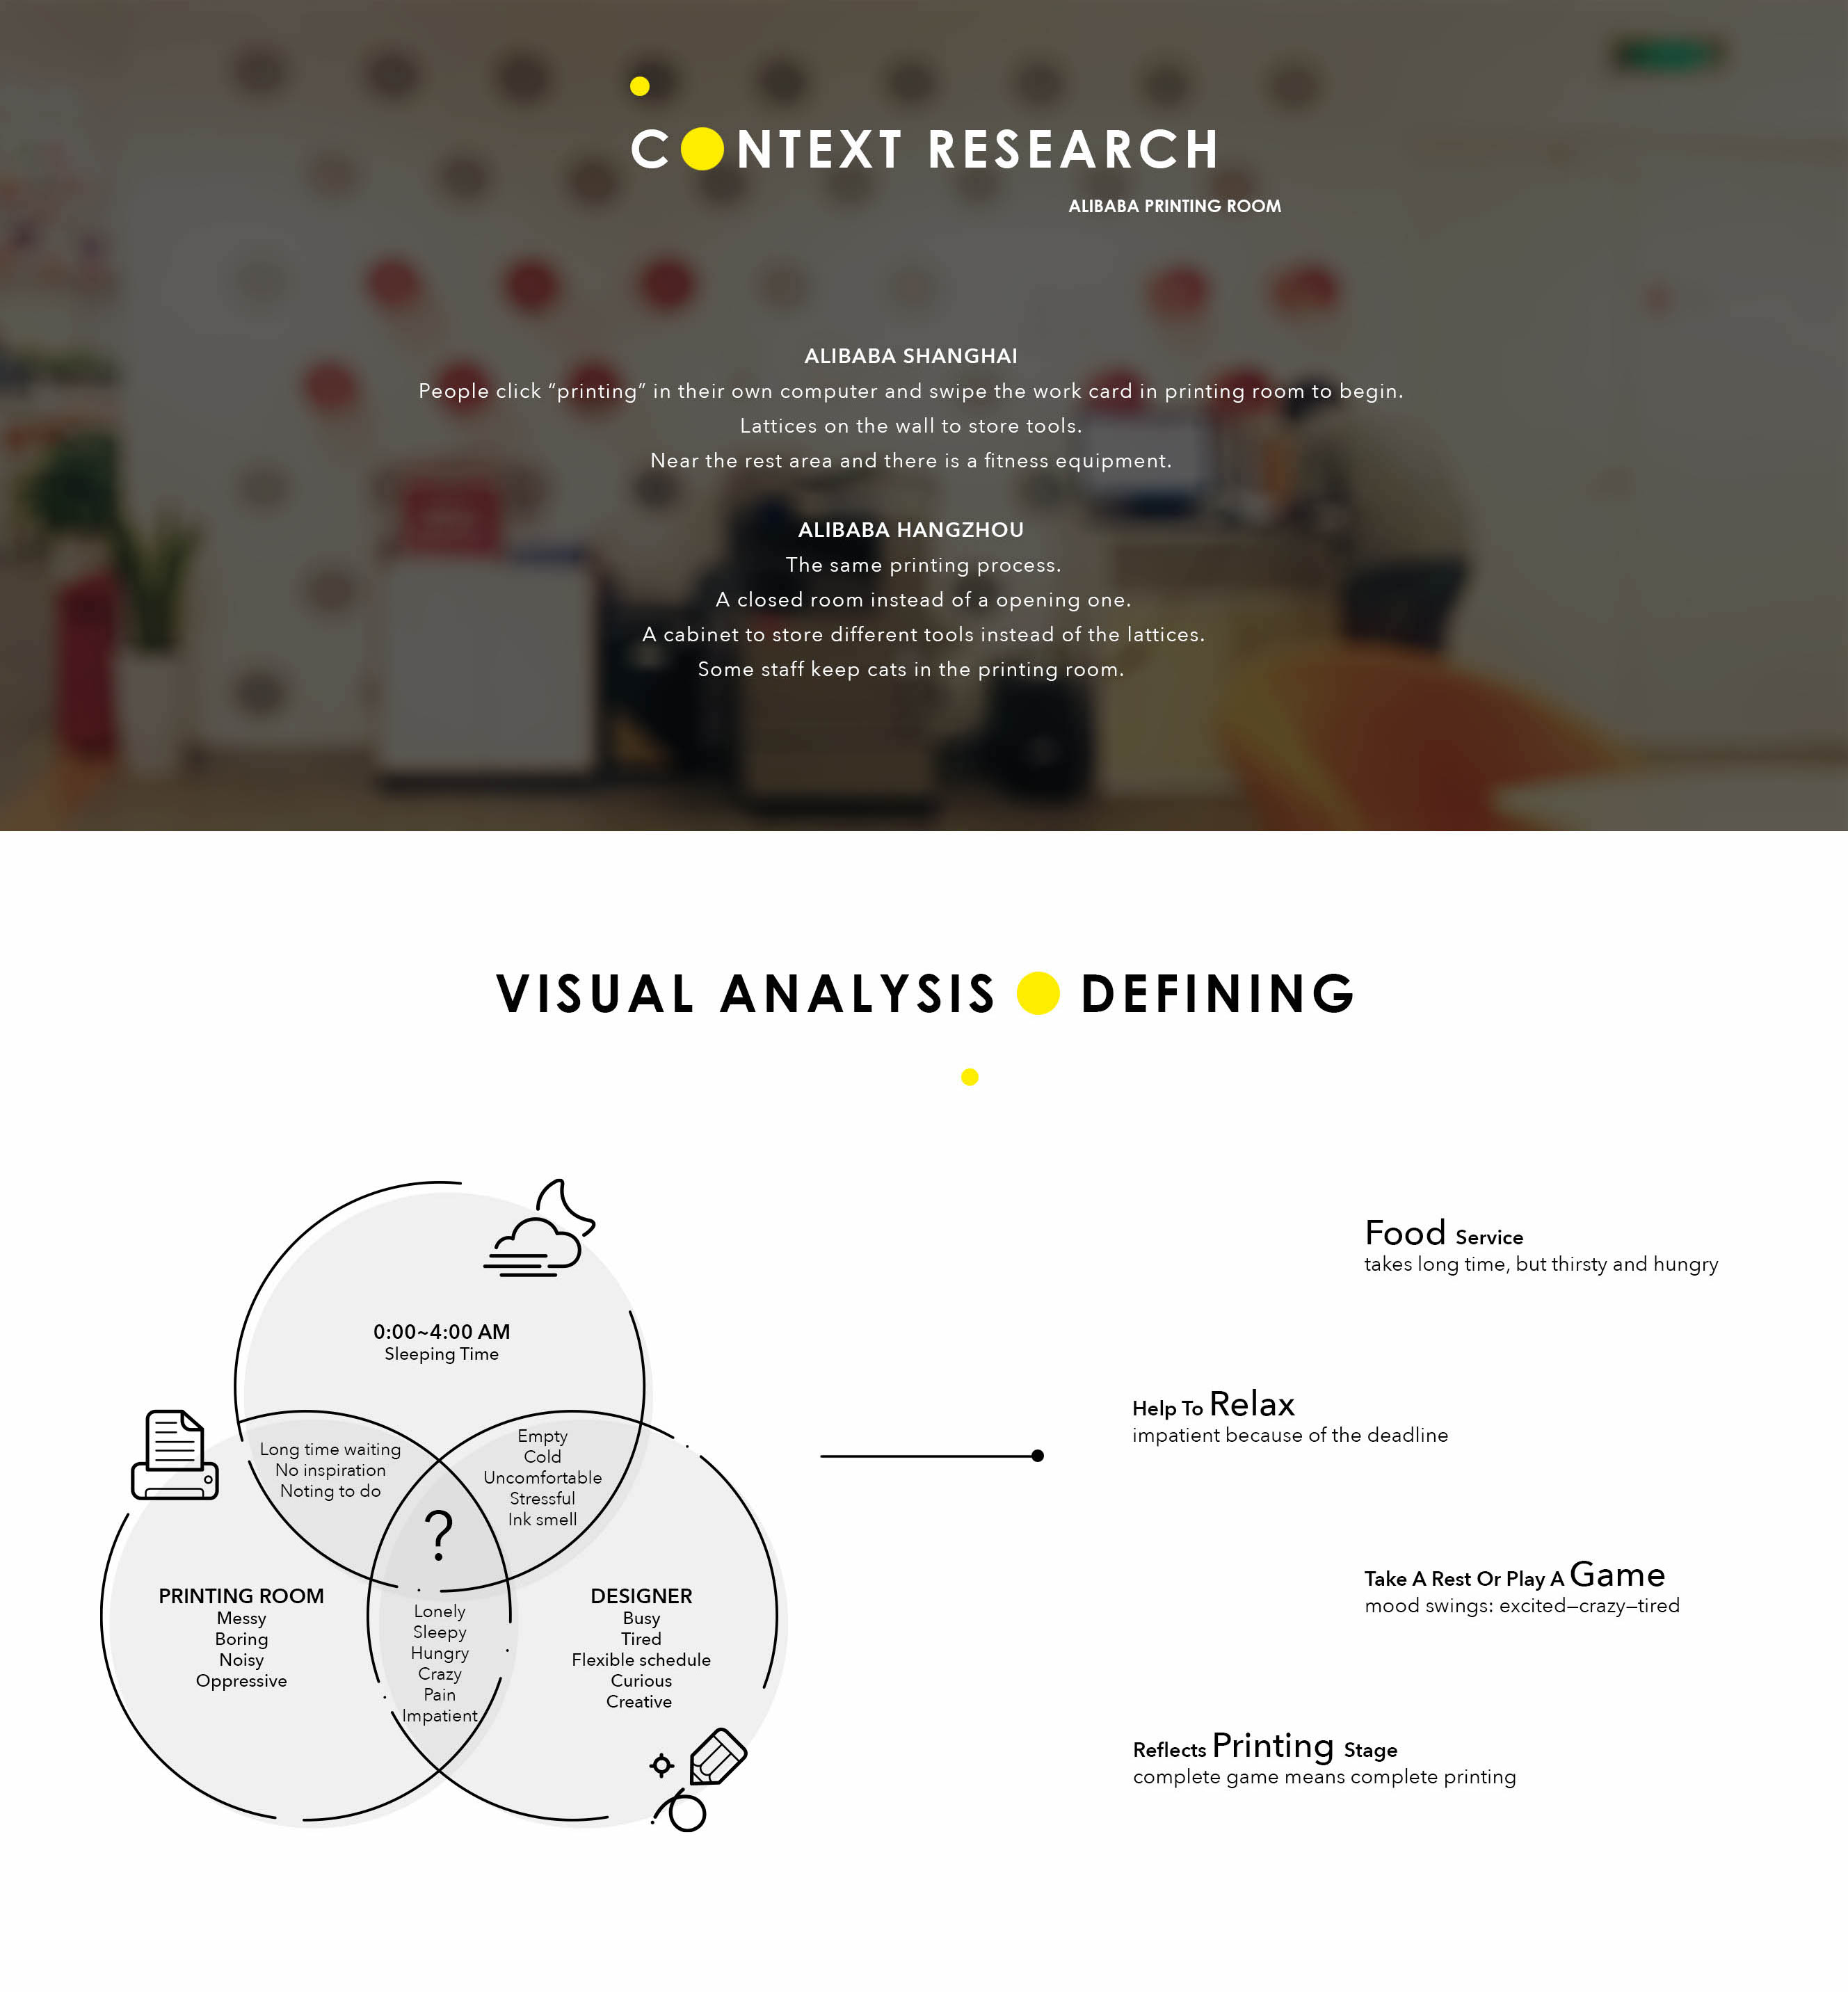 CONTEXT RESEARCH
ALIBABA PRINTING ROOM
ALIBABA SHANGHAI
People click “printing” in their own computer and swipe the work card in printing room to begin.
Lattices on the wall to store tools.
Near the rest area and there is a fitness equipment.
ALIBABA HANGZHOU
The same printing process.
A closed room instead of a opening one.
A cabinet to store different tools instead of the lattices.
Some staff keep cats in the printing room.
VISUAL ANALYSIS DEFINING
0:00~4:00 AM
Sleeping Time
Long time waiting
No inspiration
Noting to do
Empty
Cold
Uncomfortable
Stressful
Ink smell
?
PRINTING ROOM
Messy
Boring
Noisy
Oppressive
Lonely
Sleepy
Hungry
Crazy
Pain
Impatient
DESIGNER
Busy
Tired
Flexible schedule
Curious
Creative
Food Service
takes long time, but thirsty and hungry
Help To Relax
impatient because of the deadline
Take A Rest Or Play A Game
mood swings: excited—crazy—tired
Reflects Printing Stage
complete game means complete printing